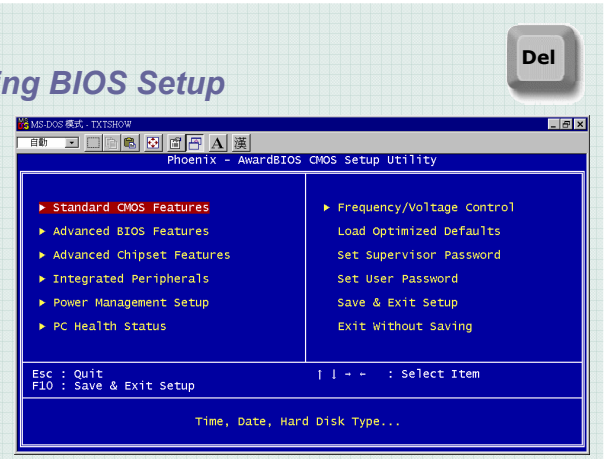 Del
ing BIOS Setup
MS-DOS 模式 - TXTSHOW
自動 A 漢
Phoenix - AwardBIOS CMOS Setup Utility
▶ Standard CMOS Features
▶ Advanced BIOS Features
▶ Advanced Chipset Features
▶ Integrated Peripherals
▶ Power Management Setup
▶ PC Health Status
▶ Frequency/Voltage Control
Load Optimized Defaults
Set Supervisor Password
Set User Password
Save & Exit Setup
Exit Without Saving
Esc : Quit
F10 : Save & Exit Setup
↑ ↓ → ← : Select Item
Time, Date, Hard Disk Type...